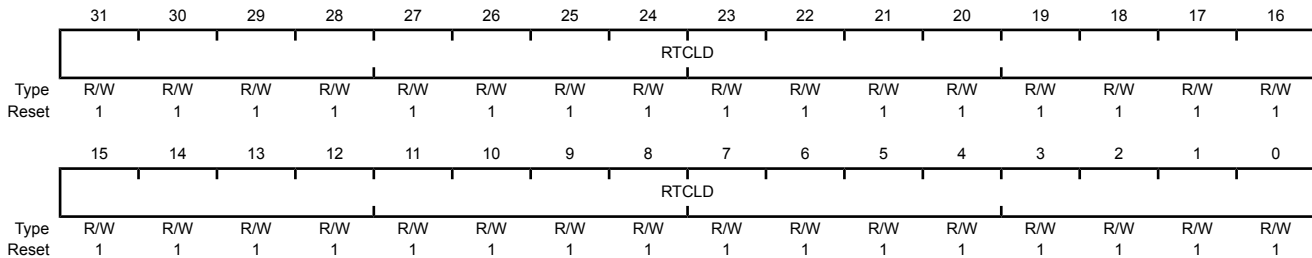 31 30 29 28 27 26 25 24 23 22 21 20 19 18 17 16
RTCLD
Type R/W R/W R/W R/W R/W R/W R/W R/W R/W R/W R/W R/W R/W R/W R/W R/W
Reset 1 1 1 1 1 1 1 1 1 1 1 1 1 1 1 1
15 14 13 12 11 10 9 8 7 6 5 4 3 2 1 0
RTCLD
Type R/W R/W R/W R/W R/W R/W R/W R/W R/W R/W R/W R/W R/W R/W R/W R/W
Reset 1 1 1 1 1 1 1 1 1 1 1 1 1 1 1 1